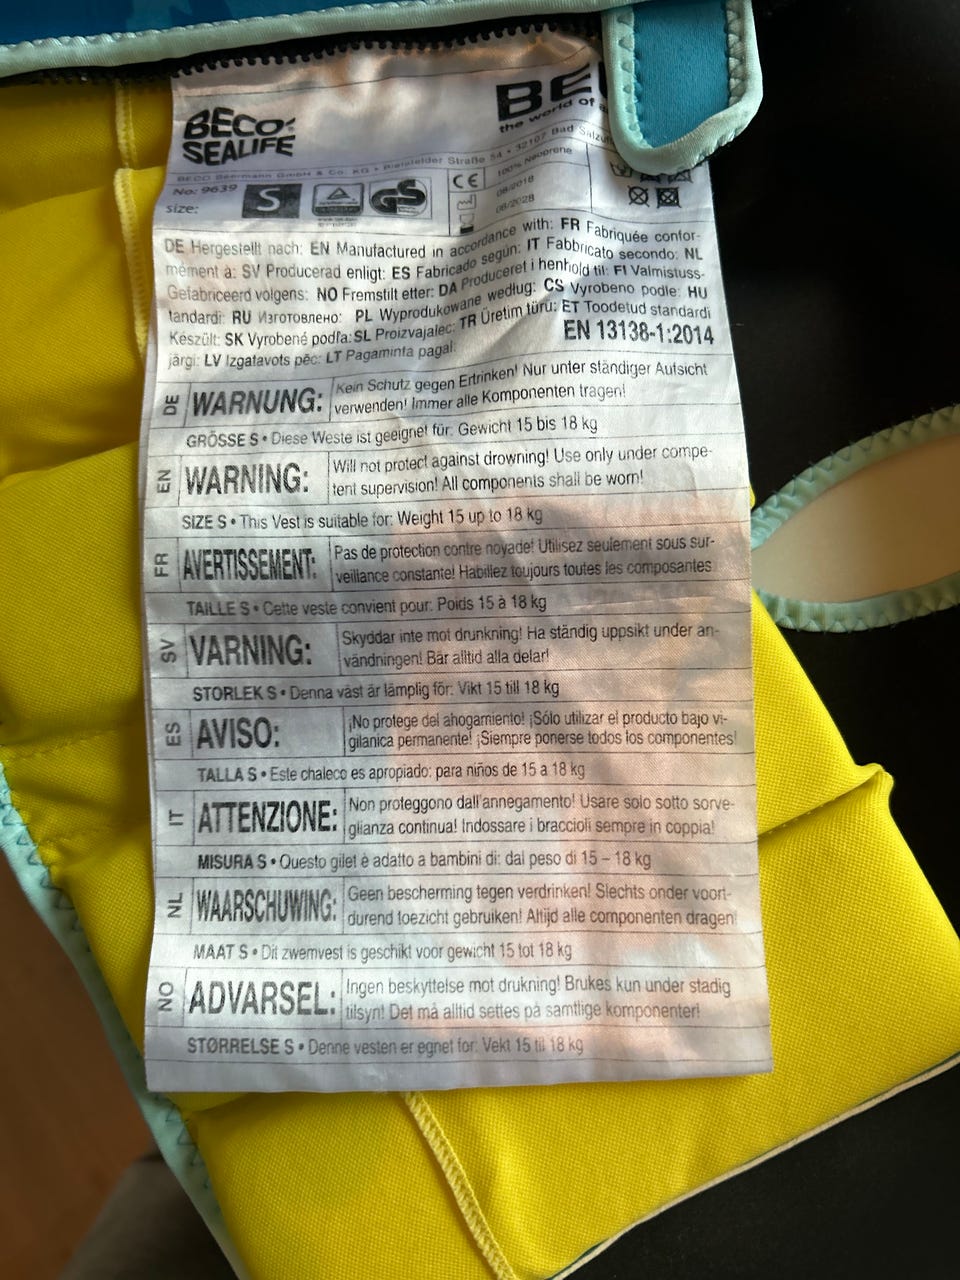 BECO
SEALIFE
BE
the world of
BECO Beermann GmbH & Co. KG • Bielefelder Straße 54 • 32107 Bad Salzuf
No: 9639
size: S
GS
CE
100% Neoprene
08/2018
08/2028
DE Hergestellt nach: EN Manufactured in accordance with: FR Fabriquée confor-
mément à: SV Producerad enligt: ES Fabricado segùn: IT Fabbricato secondo: NL
Gefabriceerd volgens: NO Fremstilt etter: DA Produceret i henhold til: FI Valmistuss-
tandardi: RU Изготовлено: PL Wyprodukowane według: CS Vyrobeno podle: HU
Készült: SK Vyrobené podľa: SL Proizvajalec: TR Üretim türü: ET Toodetud standardi
järgi: LV Izgatavots pēc: LT Pagaminta pagal: EN 13138-1:2014
DE WARNUNG: Kein Schutz gegen Ertrinken! Nur unter ständiger Aufsicht
verwenden! Immer alle Komponenten tragen!
GRÖSSE S • Diese Weste ist geeignet für: Gewicht 15 bis 18 kg
EN WARNING: Will not protect against drowning! Use only under compe-
tent supervision! All components shall be worn!
SIZE S • This Vest is suitable for: Weight 15 up to 18 kg
FR AVERTISSEMENT: Pas de protection contre noyade! Utilisez seulement sous sur-
veillance constante! Habillez toujours toutes les composantes
TAILLE S • Cette veste convient pour: Poids 15 à 18 kg
SV VARNING: Skyddar inte mot drunkning! Ha ständig uppsikt under an-
vändningen! Bär alltid alla delar!
STORLEK S • Denna väst är lämplig för: Vikt 15 till 18 kg
ES AVISO: ¡No protege del ahogamiento! ¡Sólo utilizar el producto bajo vi-
gilanica permanente! ¡Siempre ponerse todos los componentes!
TALLA S • Este chaleco es apropiado: para niños de 15 a 18 kg
IT ATTENZIONE: Non proteggono dall'annegamento! Usare solo sotto sorve-
glianza continua! Indossare i braccioli sempre in coppia!
MISURA S • Questo gilet è adatto a bambini di: dal peso di 15 – 18 kg
NL WAARSCHUWING: Geen bescherming tegen verdrinken! Slechts onder voort-
durend toezicht gebruiken! Altijd alle componenten dragen!
MAAT S • Dit zwemvest is geschikt voor gewicht 15 tot 18 kg
NO ADVARSEL: Ingen beskyttelse mot drukning! Brukes kun under stadig
tilsyn! Det må alltid settes på samtlige komponenter!
STØRRELSE S • Denne vesten er egnet for: Vekt 15 til 18 kg